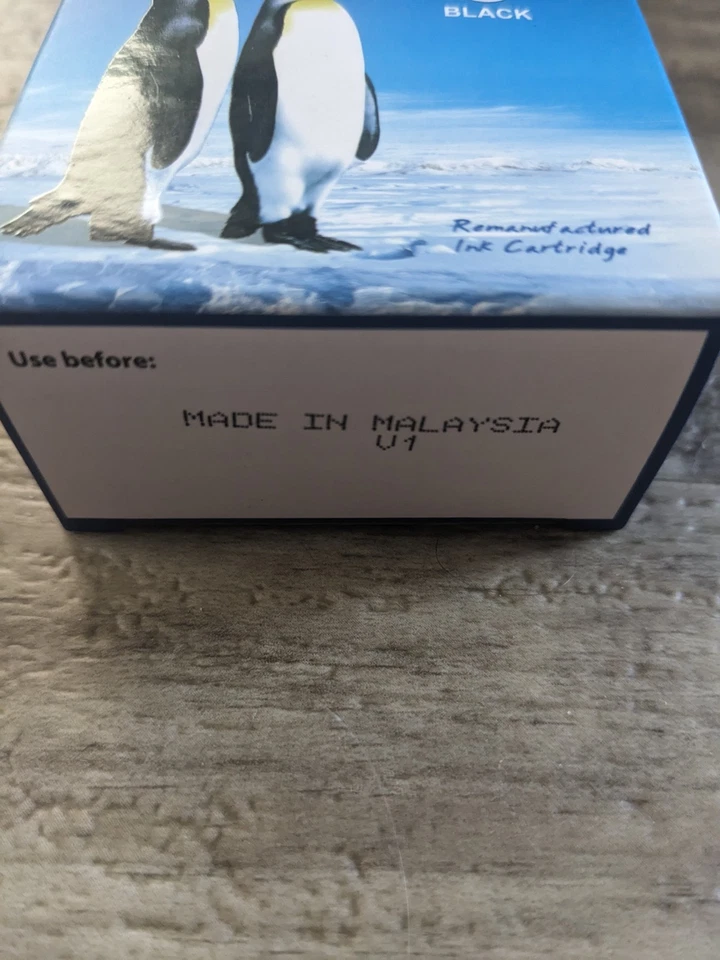 BLACK
Remanufactured
Ink Cartridge
Use before:
MADE IN MALAYSIA
V1